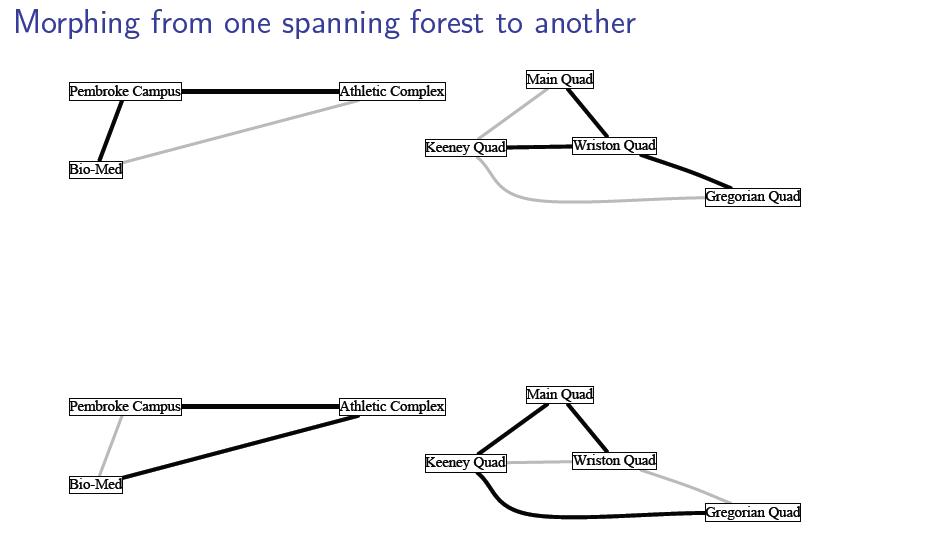 Morphing from one spanning forest to another
Main Quad
Pembroke Campus Athletic Complex
Keeney Quad Wriston Quad
Bio-Med
Gregorian Quad
Main Quad
Pembroke Campus Athletic Complex
Keeney Quad Wriston Quad
Bio-Med
Gregorian Quad